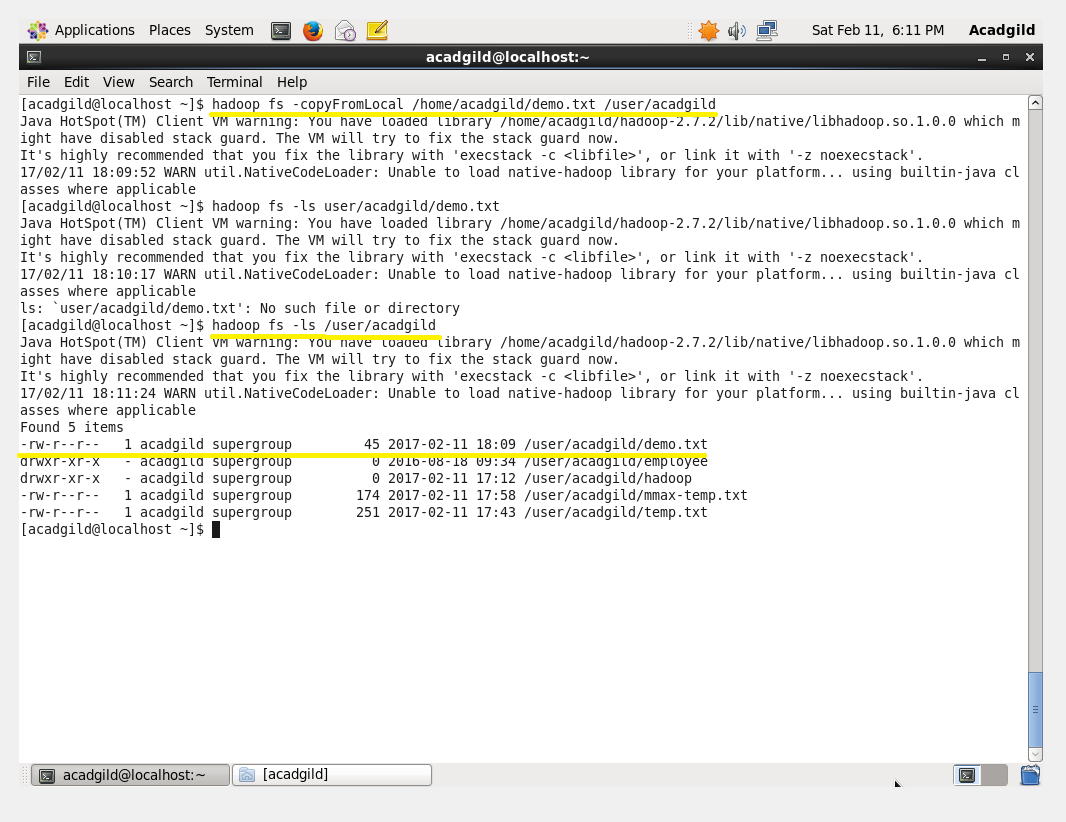 Applications Places System Sat Feb 11, 6:11 PM Acadgild
acadgild@localhost:~
File Edit View Search Terminal Help
[acadgild@localhost ~]$ hadoop fs -copyFromLocal /home/acadgild/demo.txt /user/acadgild
Java HotSpot(TM) Client VM warning: You have loaded library /home/acadgild/hadoop-2.7.2/lib/native/libhadoop.so.1.0.0 which m
ight have disabled stack guard. The VM will try to fix the stack guard now.
It's highly recommended that you fix the library with 'execstack -c <libfile>', or link it with '-z noexecstack'.
17/02/11 18:09:52 WARN util.NativeCodeLoader: Unable to load native-hadoop library for your platform... using builtin-java cl
asses where applicable
[acadgild@localhost ~]$ hadoop fs -ls user/acadgild/demo.txt
Java HotSpot(TM) Client VM warning: You have loaded library /home/acadgild/hadoop-2.7.2/lib/native/libhadoop.so.1.0.0 which m
ight have disabled stack guard. The VM will try to fix the stack guard now.
It's highly recommended that you fix the library with 'execstack -c <libfile>', or link it with '-z noexecstack'.
17/02/11 18:10:17 WARN util.NativeCodeLoader: Unable to load native-hadoop library for your platform... using builtin-java cl
asses where applicable
ls: `user/acadgild/demo.txt': No such file or directory
[acadgild@localhost ~]$ hadoop fs -ls /user/acadgild
Java HotSpot(TM) Client VM warning: You have loaded library /home/acadgild/hadoop-2.7.2/lib/native/libhadoop.so.1.0.0 which m
ight have disabled stack guard. The VM will try to fix the stack guard now.
It's highly recommended that you fix the library with 'execstack -c <libfile>', or link it with '-z noexecstack'.
17/02/11 18:11:24 WARN util.NativeCodeLoader: Unable to load native-hadoop library for your platform... using builtin-java cl
asses where applicable
Found 5 items
-rw-r--r--   1 acadgild supergroup         45 2017-02-11 18:09 /user/acadgild/demo.txt
drwxr-xr-x   - acadgild supergroup          0 2016-08-18 09:34 /user/acadgild/employee
drwxr-xr-x   - acadgild supergroup          0 2017-02-11 17:12 /user/acadgild/hadoop
-rw-r--r--   1 acadgild supergroup        174 2017-02-11 17:58 /user/acadgild/mmax-temp.txt
-rw-r--r--   1 acadgild supergroup        251 2017-02-11 17:43 /user/acadgild/temp.txt
[acadgild@localhost ~]$
acadgild@localhost:~ [acadgild]